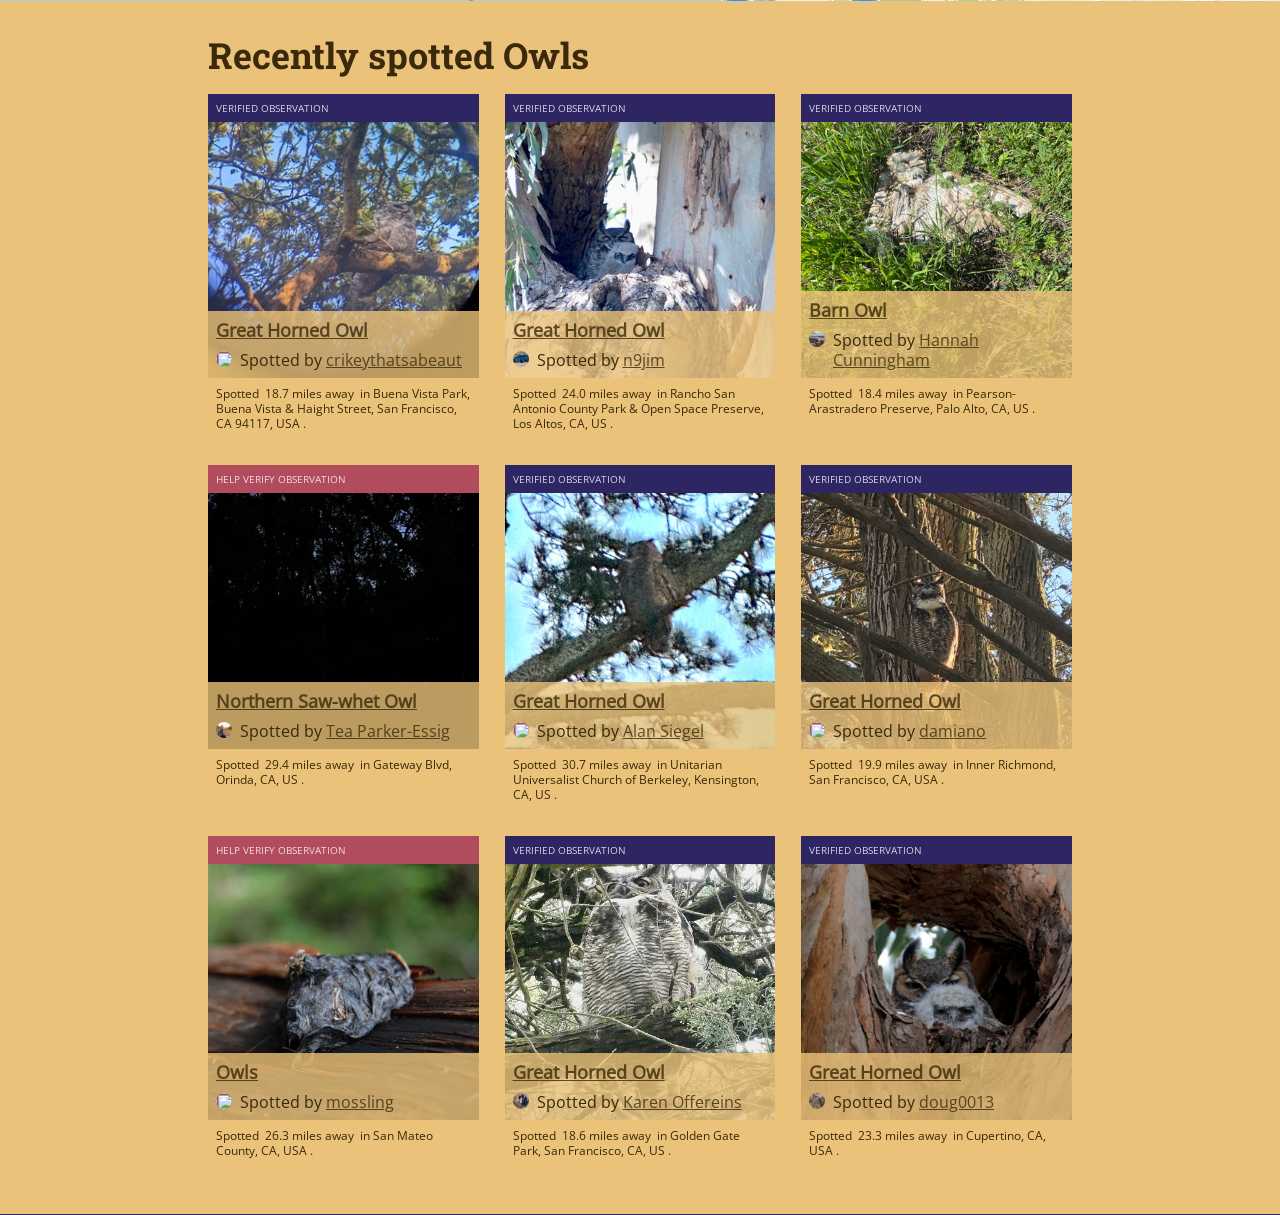 Recently spotted Owls
VERIFIED OBSERVATION
Great Horned Owl
Spotted by crikeythatsabeaut
Spotted 18.7 miles away in Buena Vista Park,
Buena Vista & Haight Street, San Francisco,
CA 94117, USA .
VERIFIED OBSERVATION
Great Horned Owl
Spotted by n9jim
Spotted 24.0 miles away in Rancho San
Antonio County Park & Open Space Preserve,
Los Altos, CA, US .
VERIFIED OBSERVATION
Barn Owl
Spotted by Hannah
Cunningham
Spotted 18.4 miles away in Pearson-
Arastradero Preserve, Palo Alto, CA, US .
HELP VERIFY OBSERVATION
Northern Saw-whet Owl
Spotted by Tea Parker-Essig
Spotted 29.4 miles away in Gateway Blvd,
Orinda, CA, US .
VERIFIED OBSERVATION
Great Horned Owl
Spotted by Alan Siegel
Spotted 30.7 miles away in Unitarian
Universalist Church of Berkeley, Kensington,
CA, US .
VERIFIED OBSERVATION
Great Horned Owl
Spotted by damiano
Spotted 19.9 miles away in Inner Richmond,
San Francisco, CA, USA .
HELP VERIFY OBSERVATION
Owls
Spotted by mossling
Spotted 26.3 miles away in San Mateo
County, CA, USA .
VERIFIED OBSERVATION
Great Horned Owl
Spotted by Karen Offereins
Spotted 18.6 miles away in Golden Gate
Park, San Francisco, CA, US .
VERIFIED OBSERVATION
Great Horned Owl
Spotted by doug0013
Spotted 23.3 miles away in Cupertino, CA,
USA .